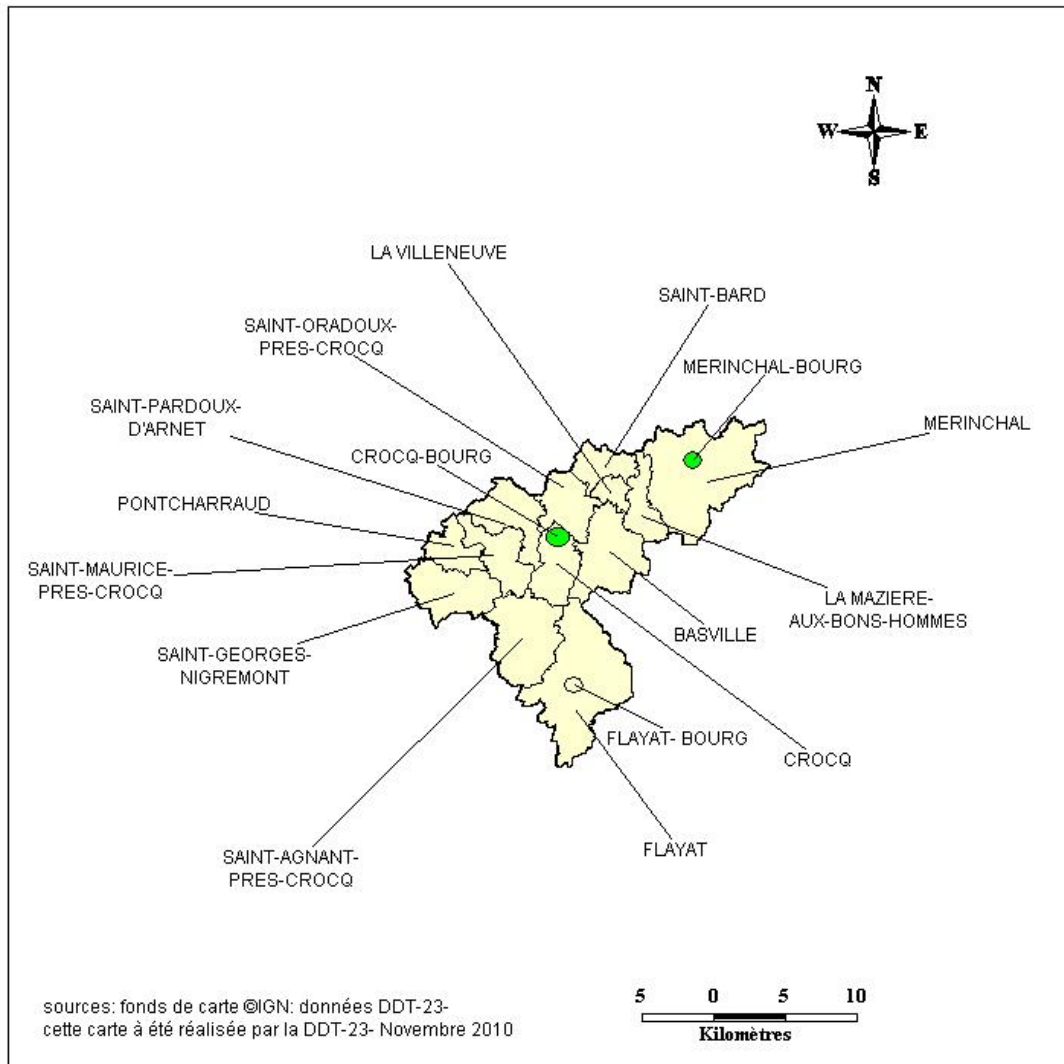 N
W E
S
LA VILLENEUVE
SAINT-BARD
SAINT-ORADOUX-
PRES-CROCQ
MERINCHAL-BOURG
SAINT-PARDOUX-
D'ARNET
MERINCHAL
CROCQ-BOURG
PONTCHARRAUD
SAINT-MAURICE-
PRES-CROCQ
LA MAZIERE-
AUX-BONS-HOMMES
BASVILLE
SAINT-GEORGES-
NIGREMONT
FLAYAT- BOURG
CROCQ
FLAYAT
SAINT-AGNANT-
PRES-CROCQ
sources: fonds de carte ©IGN: données DDT-23-
cette carte à été réalisée par la DDT-23- Novembre 2010
5 0 5 10
Kilomètres